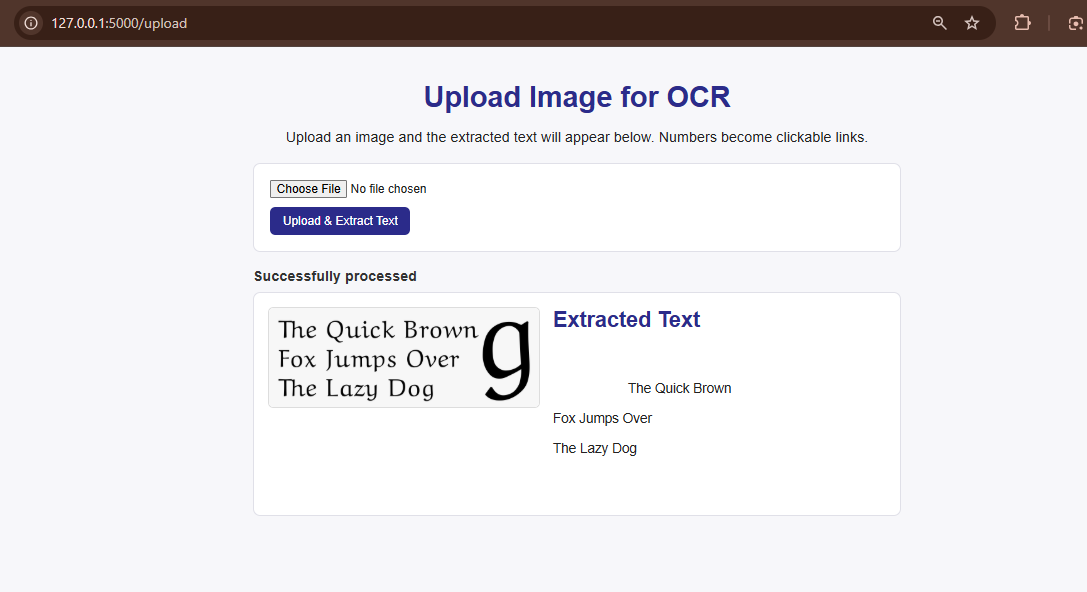 127.0.0.1:5000/upload
Upload Image for OCR
Upload an image and the extracted text will appear below. Numbers become clickable links.
Choose File No file chosen
Upload & Extract Text
Successfully processed
The Quick Brown
Fox Jumps Over
The Lazy Dog
g
Extracted Text
The Quick Brown
Fox Jumps Over
The Lazy Dog